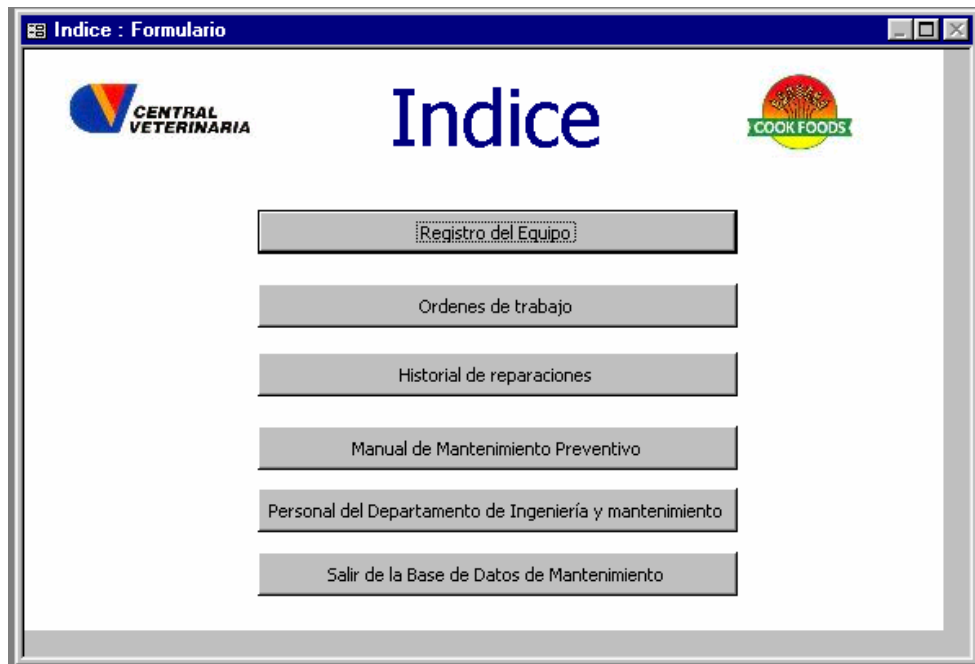 Indice : Formulario
CENTRAL
VETERINARIA
Indice
COOK FOODS
Registro del Equipo
Ordenes de trabajo
Historial de reparaciones
Manual de Mantenimiento Preventivo
Personal del Departamento de Ingeniería y mantenimiento
Salir de la Base de Datos de Mantenimiento